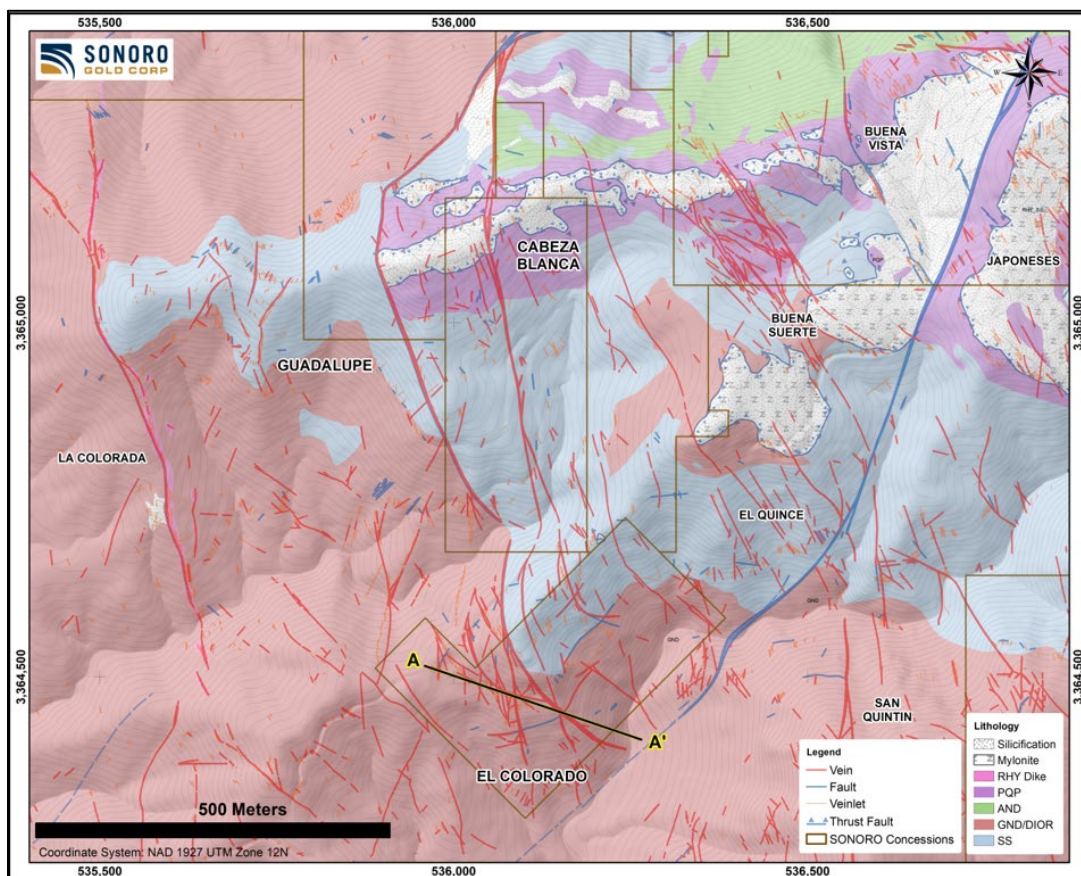 535,500
536,000
536,500
SONORO
GOLD CORP
W
E
S
BUENA
VISTA
CABEZA
BLANCA
PQP
JAPONESES
3,365,000
BUENA
SUERTE
3,365,000
GUADALUPE
LA COLORADA
EL QUINCE
GND
GND
A
3,364,500
3,364,500
SAN
QUINTIN
A'
EL COLORADO
500 Meters
Coordinate System: NAD 1927 UTM Zone 12N
Legend
Vein
Fault
Veinlet
Thrust Fault
SONORO Concessions
Lithology
Silicification
Mylonite
RHY Dike
PQP
AND
GND/DIOR
SS
535,500
536,000
536,500